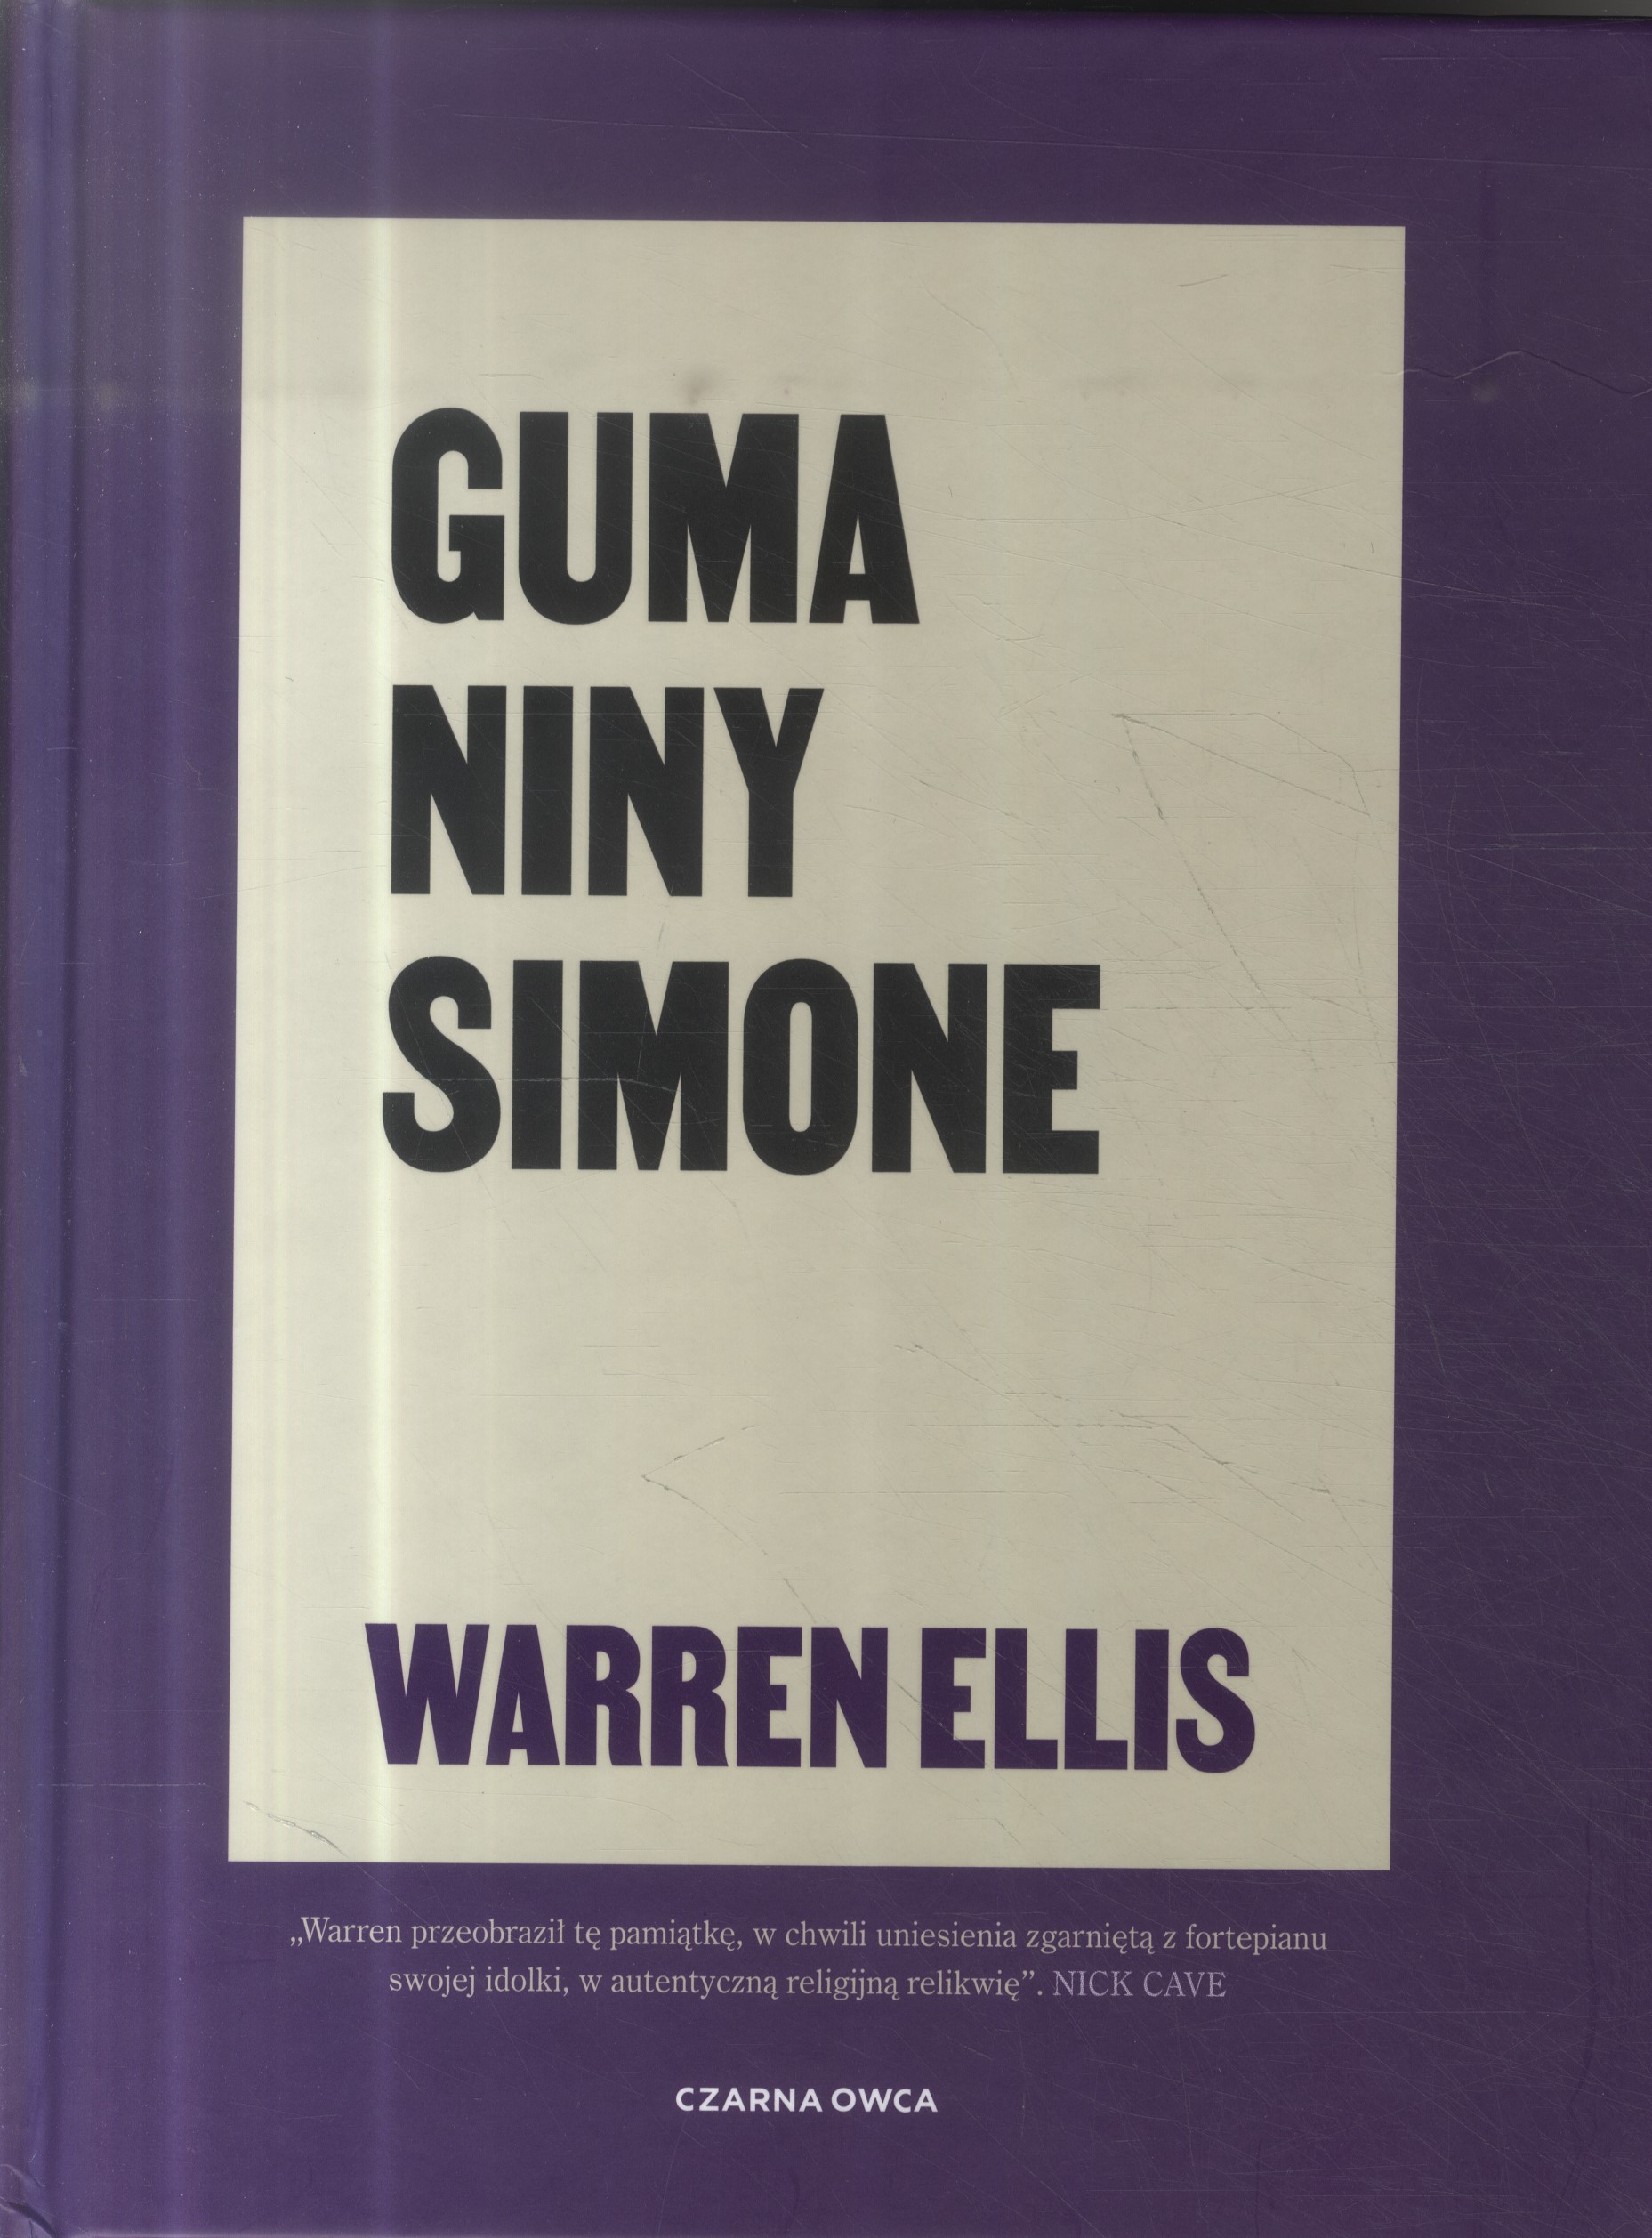 GUMA
NINY
SIMONE
WARREN ELLIS
„Warren przeobraził tę pamiątkę, w chwili uniesienia zgarniętą z fortepianu
swojej idolki, w autentyczną religijną relikwię”. NICK CAVE
CZARNA OWCA